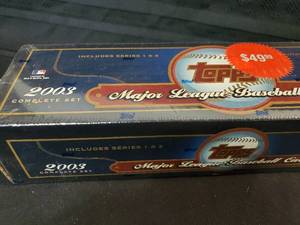 INCLUDES SERIES 1 & 2
$49.99
topps
2003
COMPLETE SET
Major League Baseball
topps
INCLUDES SERIES 1 & 2
topps
2003
COMPLETE SET
Major League Baseball